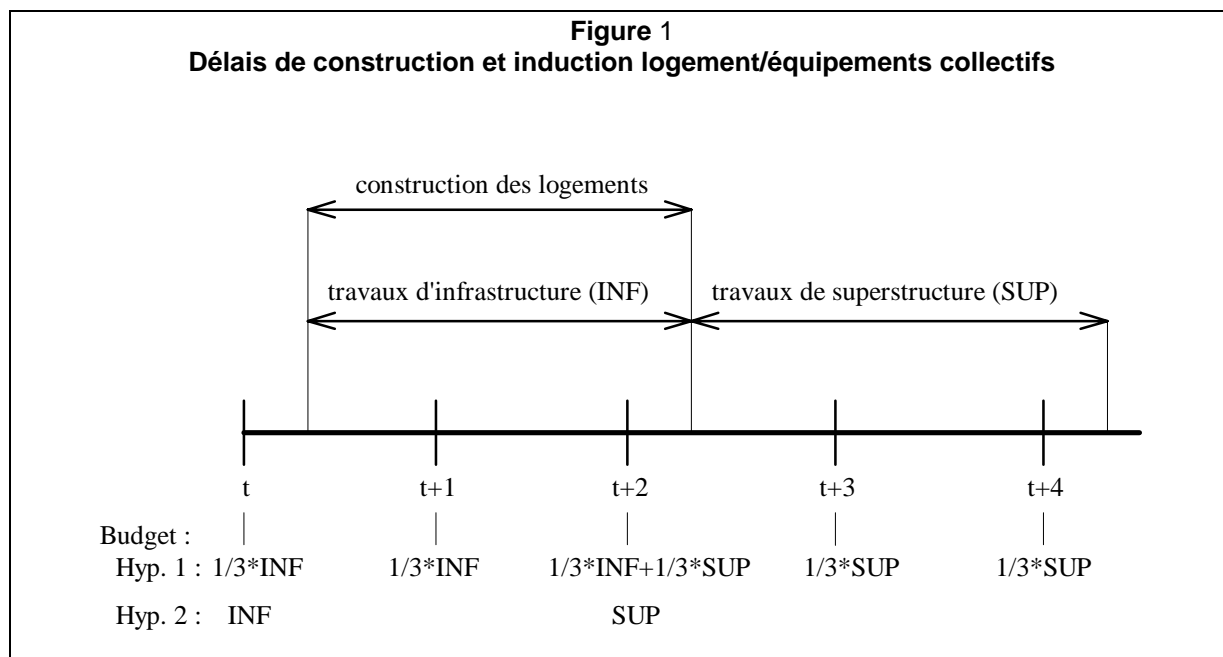 Figure 1
Délais de construction et induction logement/équipements collectifs
construction des logements
travaux d'infrastructure (INF) travaux de superstructure (SUP)
t t+1 t+2 t+3 t+4
Budget :
Hyp. 1 : 1/3*INF 1/3*INF 1/3*INF+1/3*SUP 1/3*SUP 1/3*SUP
Hyp. 2 : INF SUP